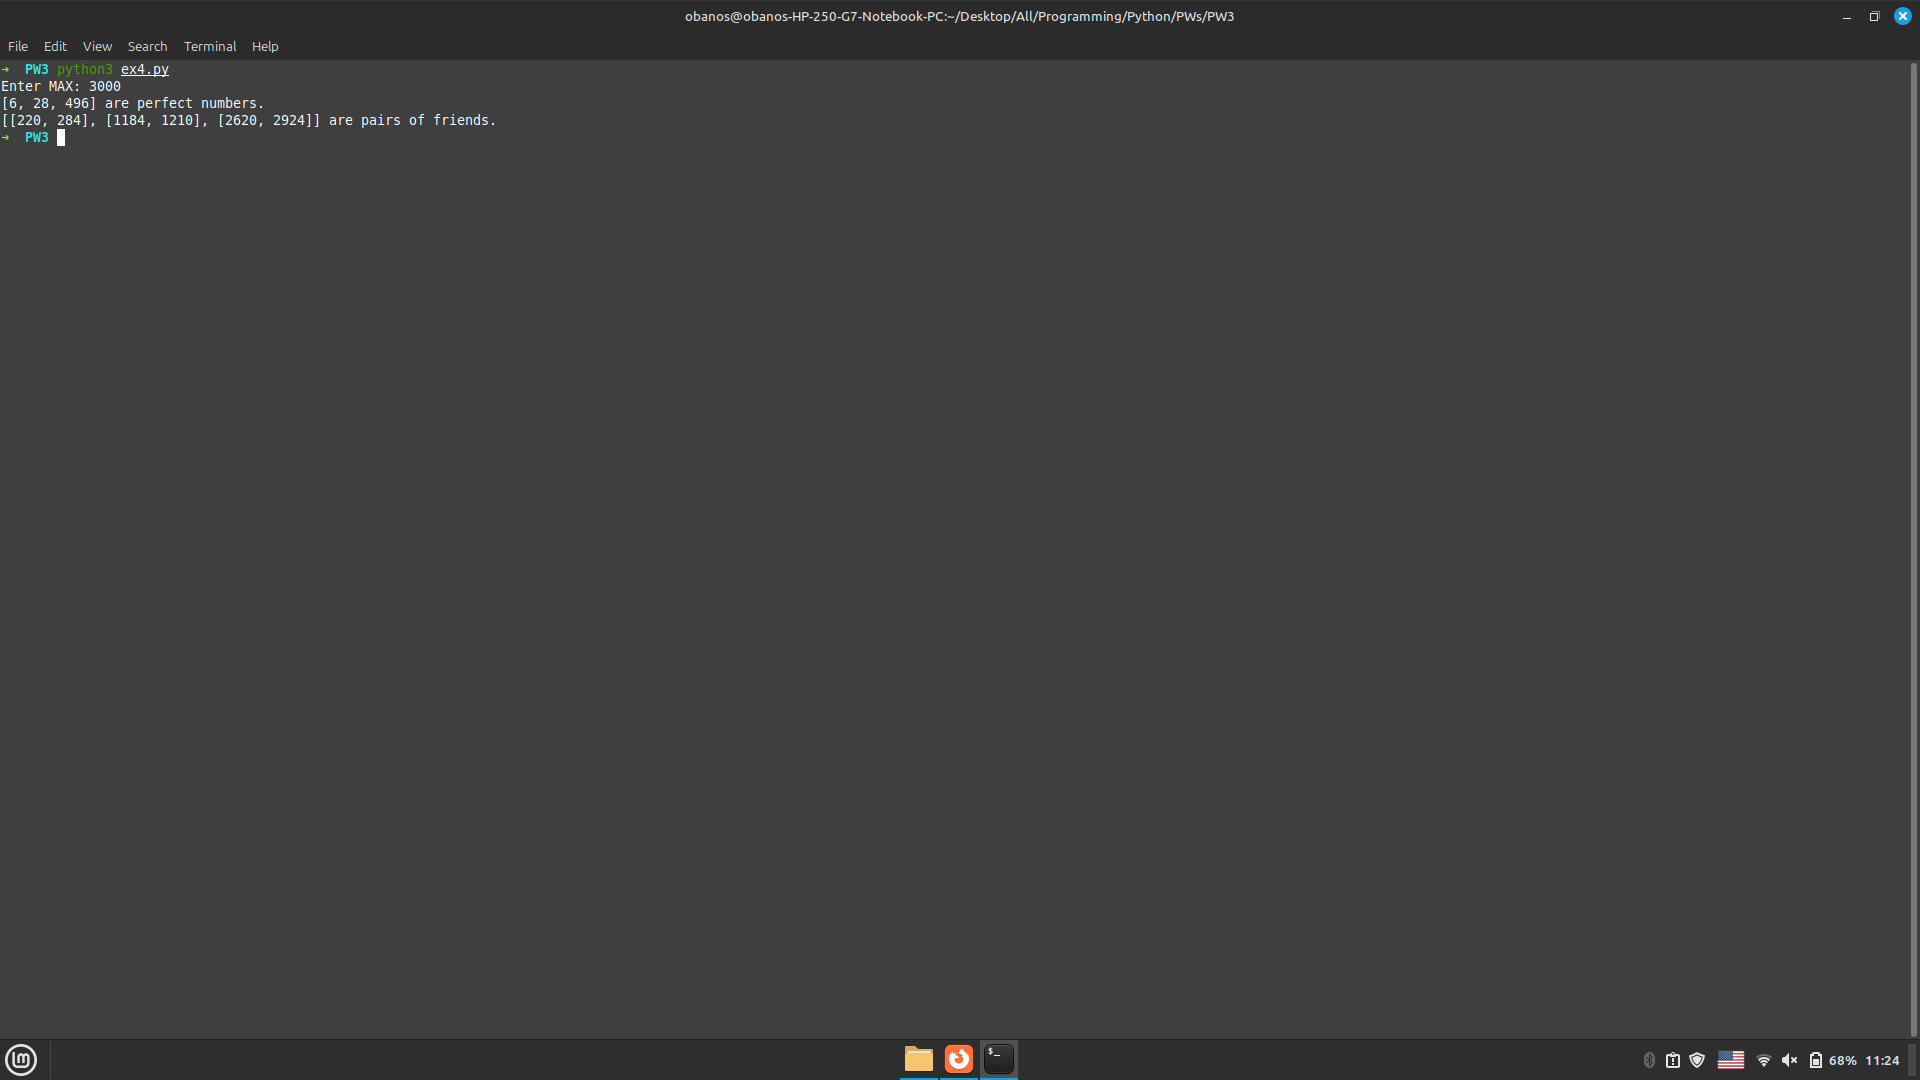 obanos@obanos-HP-250-G7-Notebook-PC:~/Desktop/All/Programming/Python/PWs/PW3
File Edit View Search Terminal Help
➜ PW3 python3 ex4.py
Enter MAX: 3000
[6, 28, 496] are perfect numbers.
[[220, 284], [1184, 1210], [2620, 2924]] are pairs of friends.
➜ PW3
$_
68% 11:24